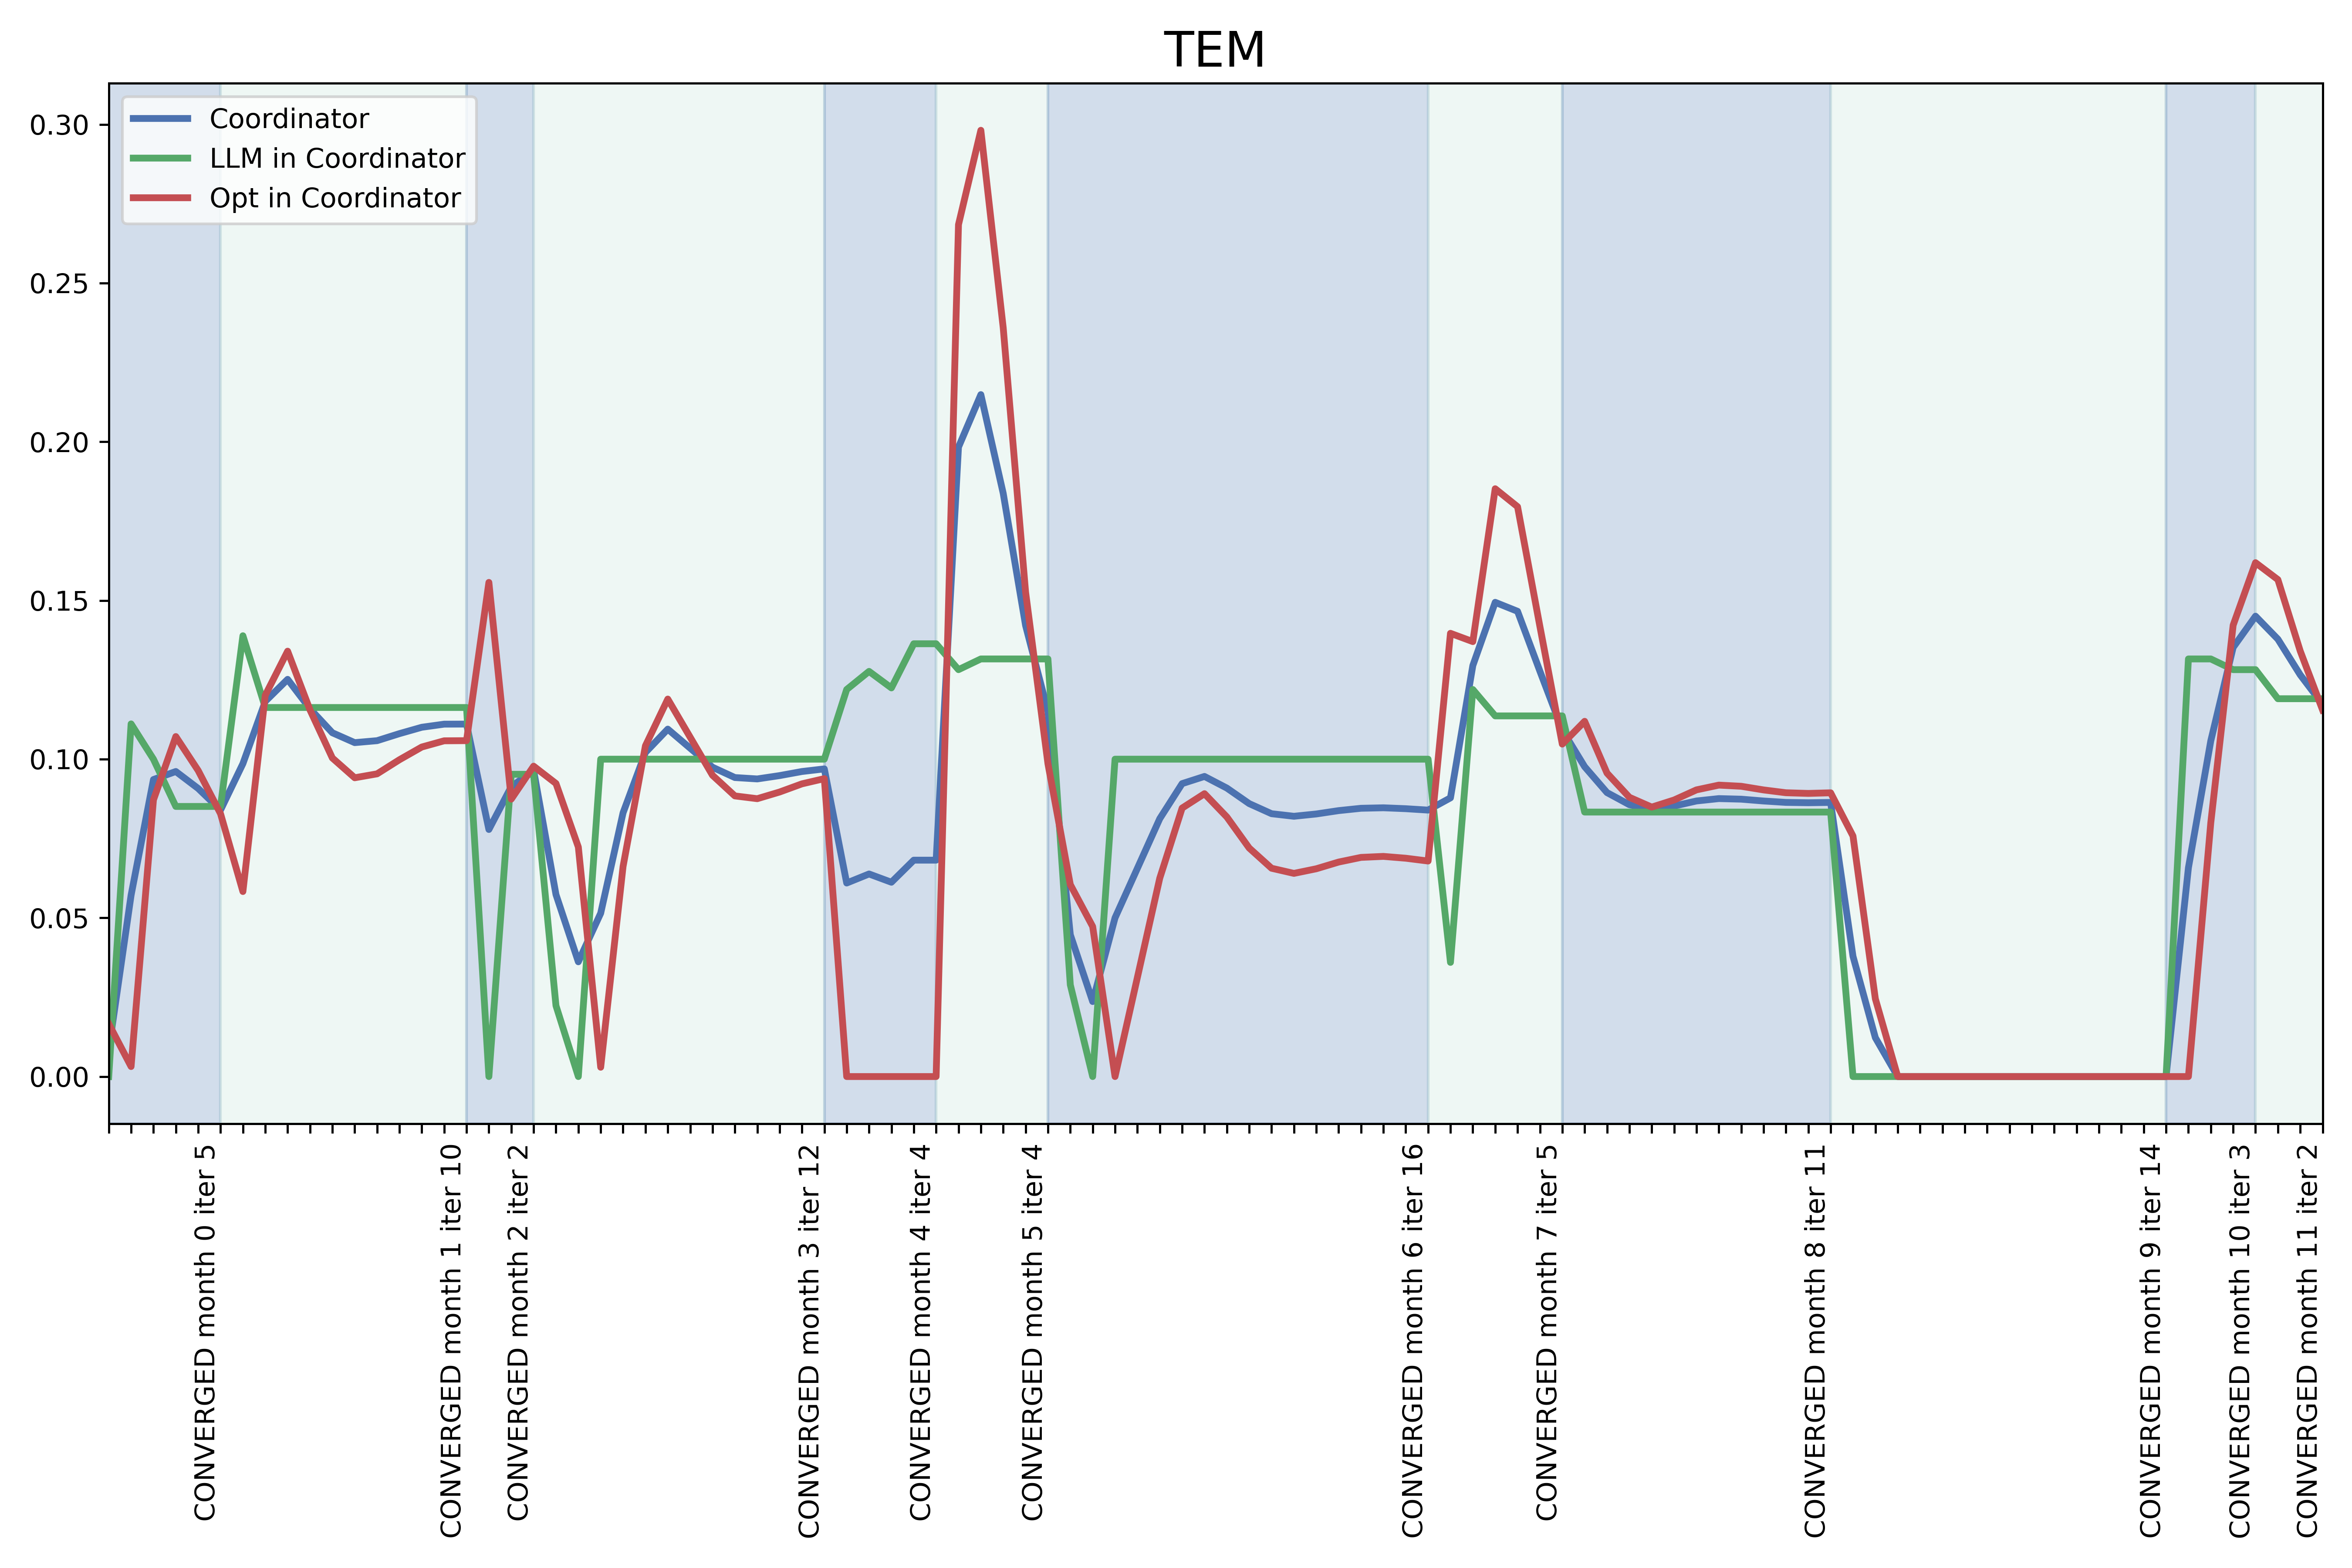 TEM
Coordinator
LLM in Coordinator
Opt in Coordinator
0.30
0.25
0.20
0.15
0.10
0.05
0.00
CONVERGED month 0 iter 5
CONVERGED month 1 iter 10
CONVERGED month 2 iter 2
CONVERGED month 3 iter 12
CONVERGED month 4 iter 4
CONVERGED month 5 iter 4
CONVERGED month 6 iter 16
CONVERGED month 7 iter 5
CONVERGED month 8 iter 11
CONVERGED month 9 iter 14
CONVERGED month 10 iter 3
CONVERGED month 11 iter 2